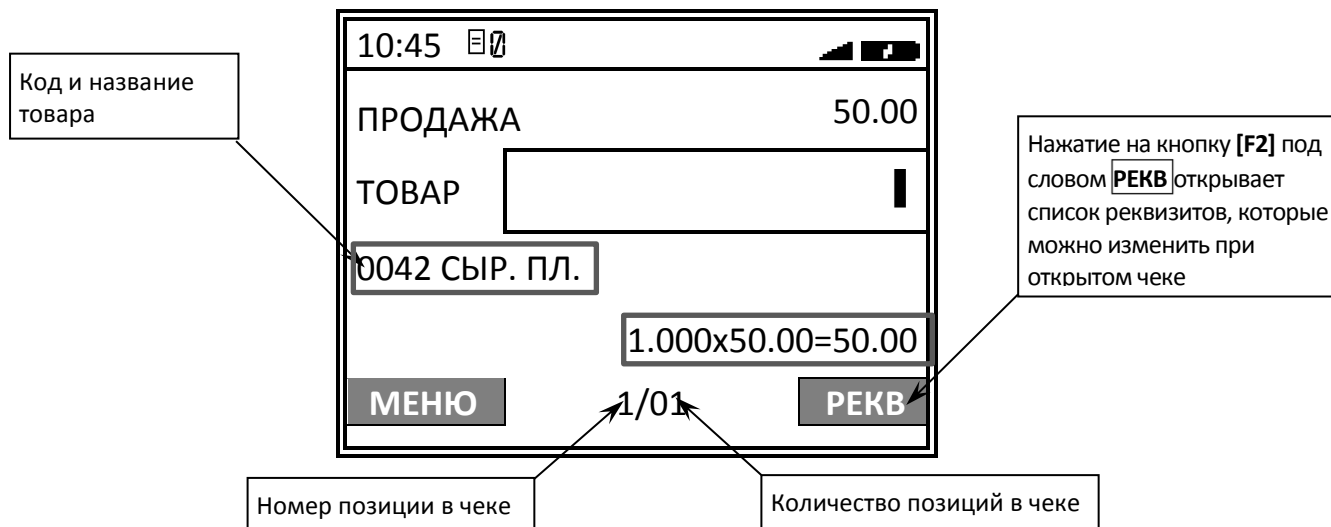 10:45
Код и название
товара
ПРОДАЖА 50.00
ТОВАР
Нажатие на кнопку [F2] под
словом РЕКВ открывает
список реквизитов, которые
можно изменить при
открытом чеке
0042 СЫР. ПЛ.
1.000x50.00=50.00
МЕНЮ 1/01 РЕКВ
Номер позиции в чеке
Количество позиций в чеке